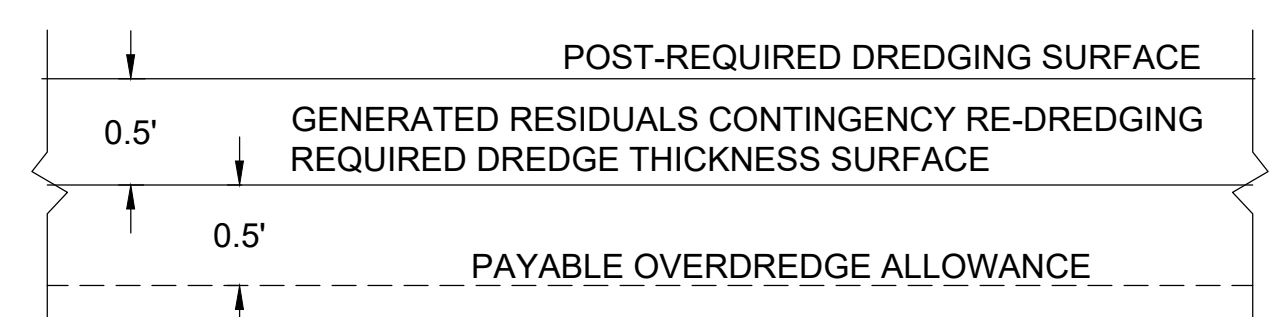 POST-REQUIRED DREDGING SURFACE
0.5'
GENERATED RESIDUALS CONTINGENCY RE-DREDGING
REQUIRED DREDGE THICKNESS SURFACE
0.5'
PAYABLE OVERDREDGE ALLOWANCE